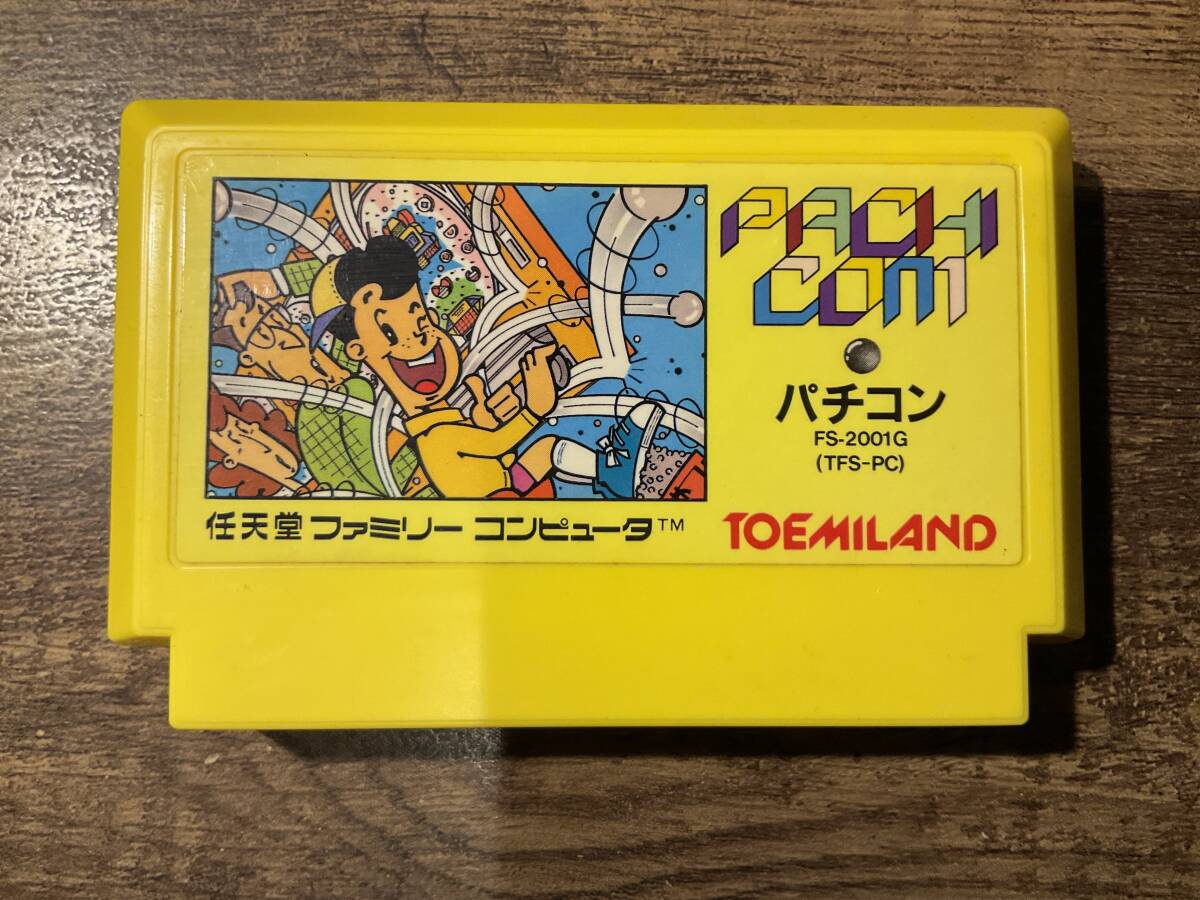 PACHI
COM
パチコン
FS-2001G
(TFS-PC)
任天堂 ファミリー コンピュータ™
TOEMILAND